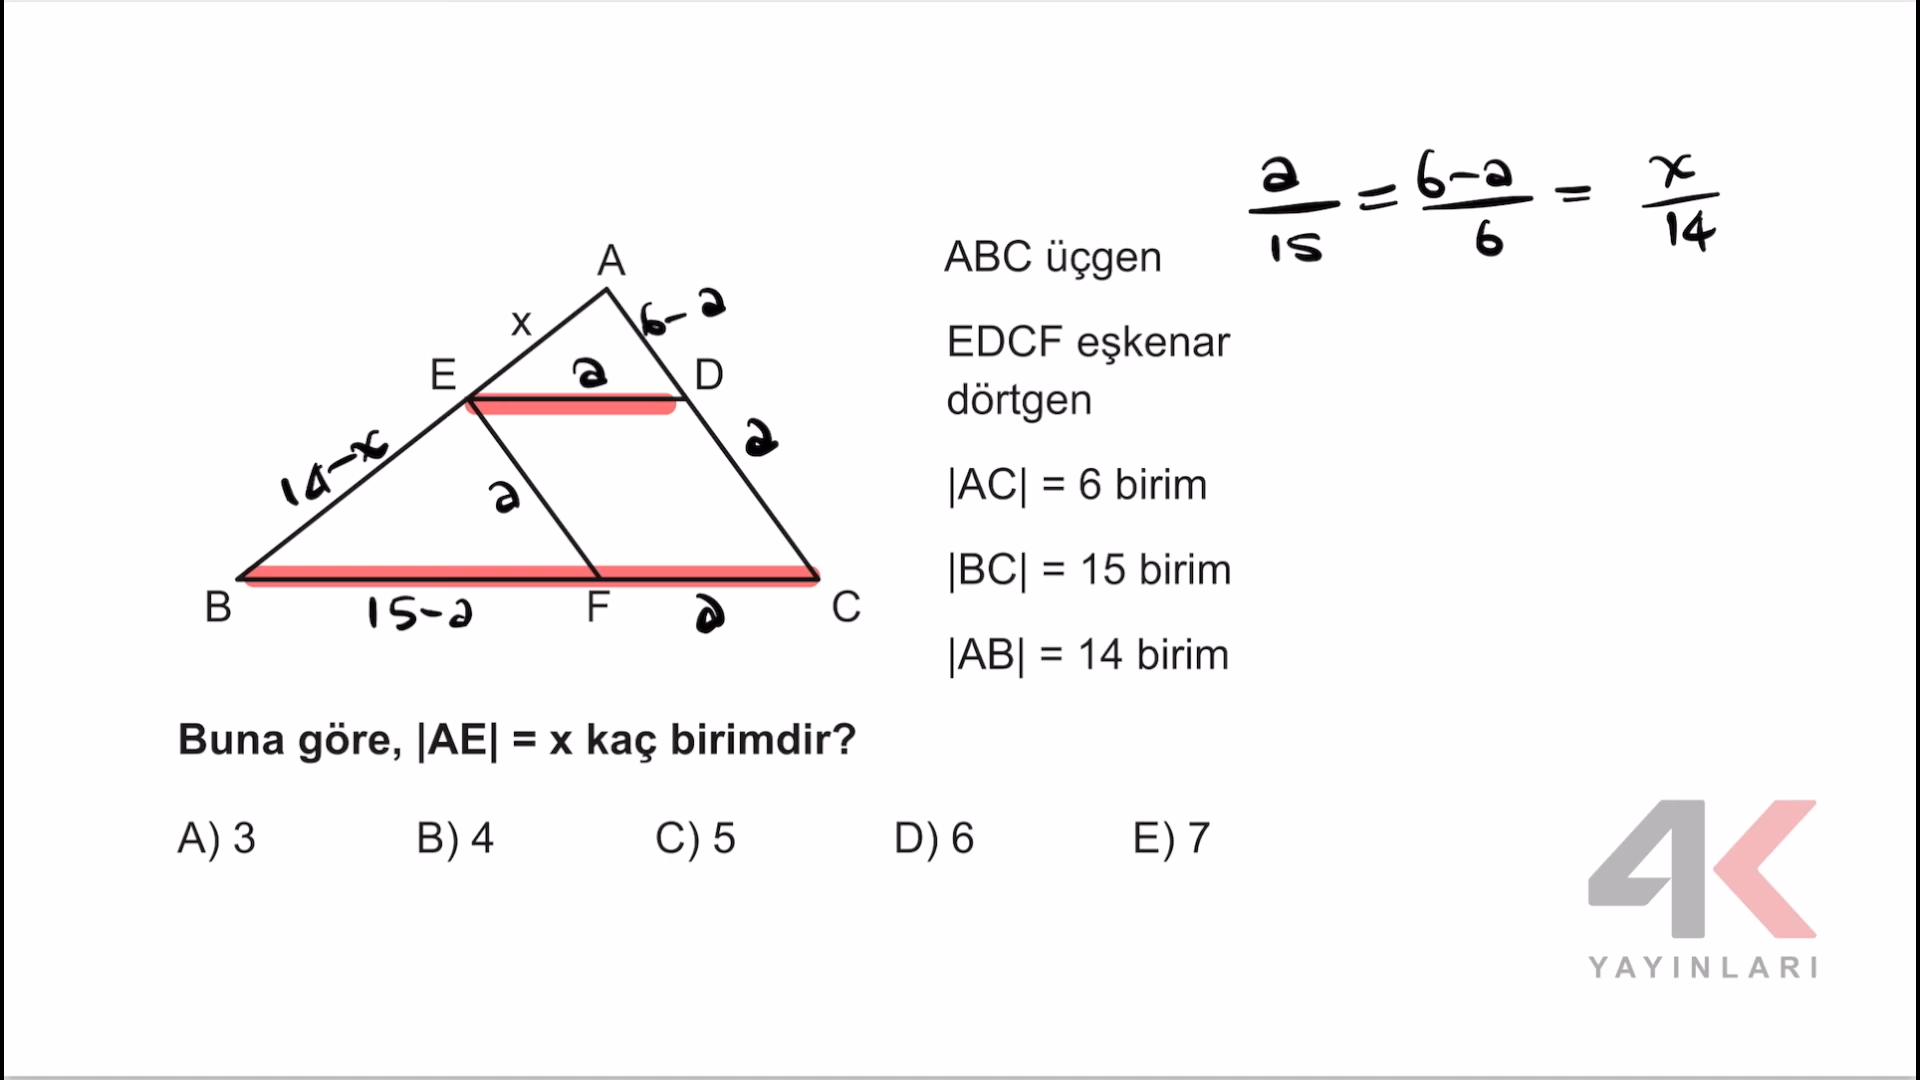 a/15 = 6-a/6 = x/14
ABC üçgen
EDCF eşkenar
dörtgen
|AC| = 6 birim
|BC| = 15 birim
|AB| = 14 birim
A
x
6-a
E
a
D
14-x
a
a
B
15-a
F
a
C
Buna göre, |AE| = x kaç birimdir?
A) 3 B) 4 C) 5 D) 6 E) 7
4K
YAYINLARI